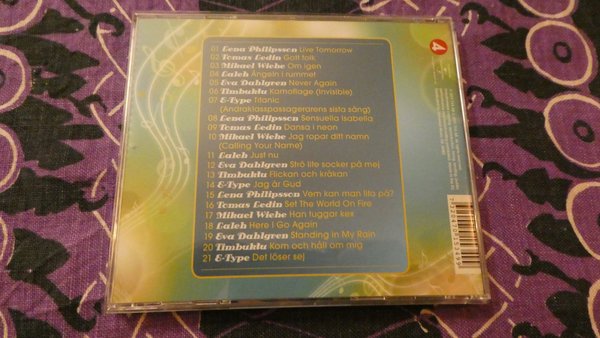 4
01 Lena Philipsson Live Tomorrow
02 Tomas Ledin Gott folk
03 Mikael Wiehe Om igen
04 Laleh Ängeln i rummet
05 Eva Dahlgren Never Again
06 Timbuktu Kamoflage (Invisible)
07 E-Type Titanic
(Andraklasspassagerarens sista sång)
08 Lena Philipsson Sensuella Isabella
09 Tomas Ledin Dansa i neon
10 Mikael Wiehe Jag ropar ditt namn
(Calling Your Name)
11 Laleh Just nu
12 Eva Dahlgren Strö lite socker på mej
13 Timbuktu Flickan och kråkan
14 E-Type Jag är Gud
15 Lena Philipsson Vem kan man lita på?
16 Tomas Ledin Set The World On Fire
17 Mikael Wiehe Han tuggar kex
18 Laleh Here I Go Again
19 Eva Dahlgren Standing in My Rain
20 Timbuktu Kom och håll om mig
21 E-Type Det löser sej